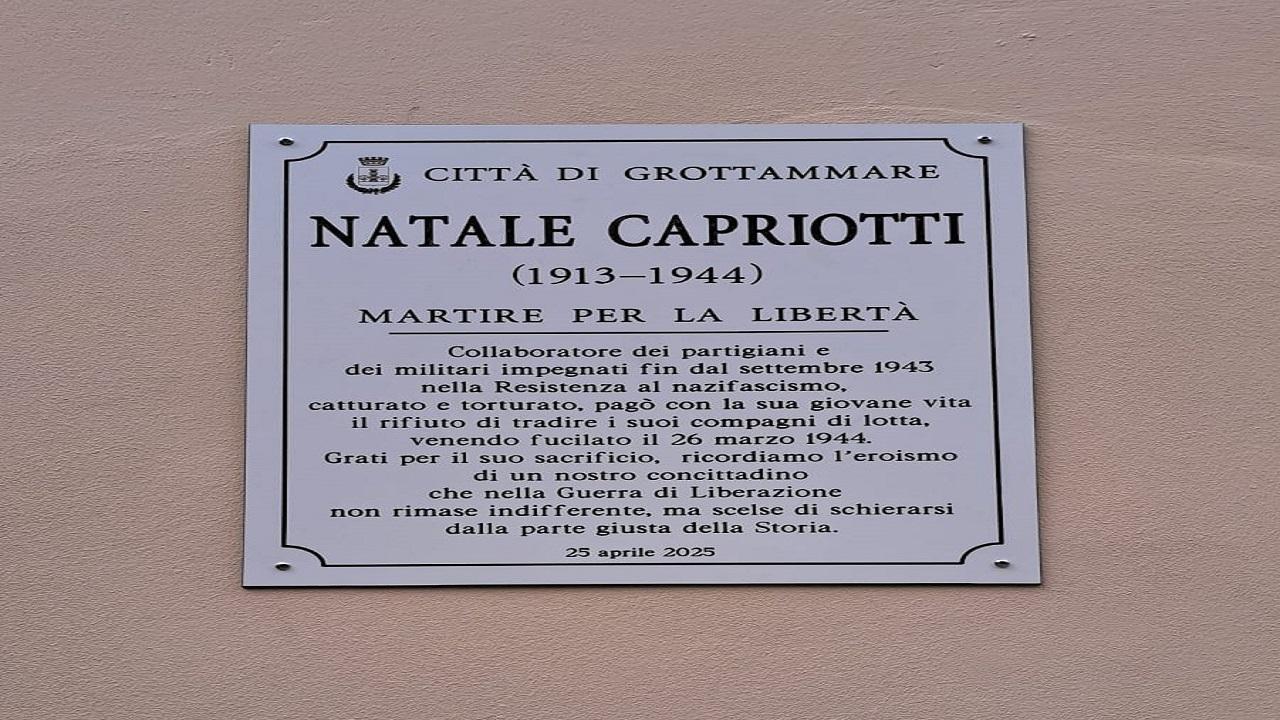 CITTÀ DI GROTTAMMARE
NATALE CAPRIOTTI
(1913–1944)
MARTIRE PER LA LIBERTÀ
Collaboratore dei partigiani e
dei militari impegnati fin dal settembre 1943
nella Resistenza al nazifascismo,
catturato e torturato, pagò con la sua giovane vita
il rifiuto di tradire i suoi compagni di lotta,
venendo fucilato il 26 marzo 1944.
Grati per il suo sacrificio, ricordiamo l'eroismo
di un nostro concittadino
che nella Guerra di Liberazione
non rimase indifferente, ma scelse di schierarsi
dalla parte giusta della Storia.
25 aprile 2025